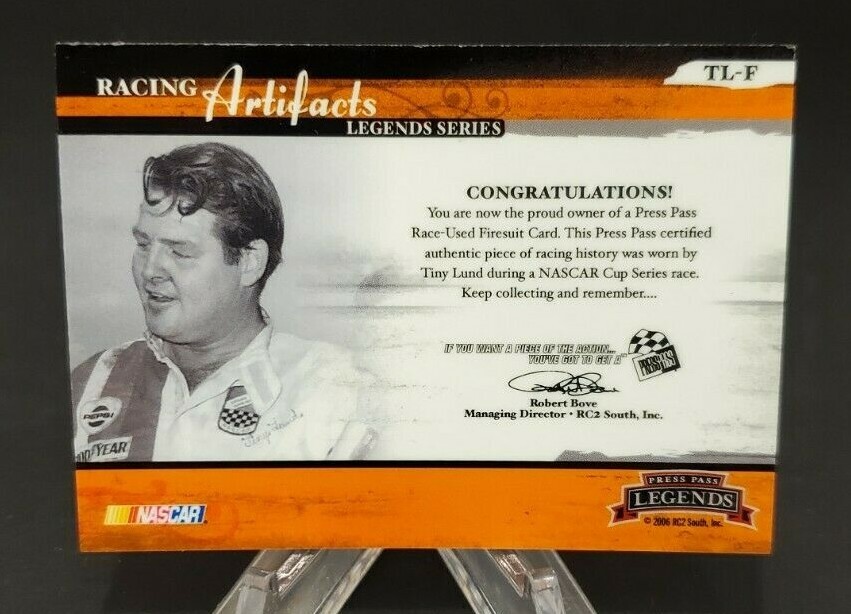 TL-F
RACING Artifacts
LEGENDS SERIES
CONGRATULATIONS!
You are now the proud owner of a Press Pass
Race-Used Firesuit Card. This Press Pass certified
authentic piece of racing history was worn by
Tiny Lund during a NASCAR Cup Series race.
Keep collecting and remember....
IF YOU WANT A PIECE OF THE ACTION...
YOU'VE GOT TO GET A
PRESS PASS
Robert Bove
Managing Director • RC2 South, Inc.
PEPSI
YEAR
NASCAR
PRESS PASS
LEGENDS
© 2006 RC2 South, Inc.